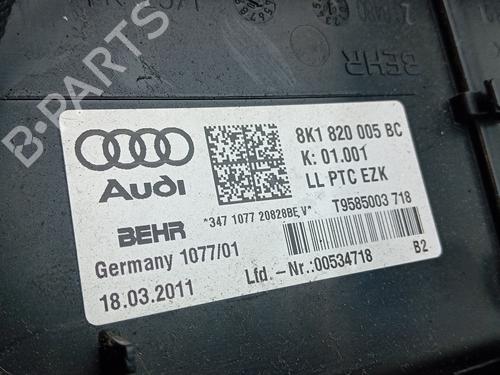 BEHR
B-PARTS
Audi
8K1 820 005 BC
K: 01.001
LL PTC EZK
*347 1077 20828BE V*
T9585003 718
BEHR
Germany 1077/01
Lfd. -Nr.:00534718
B2
18.03.2011